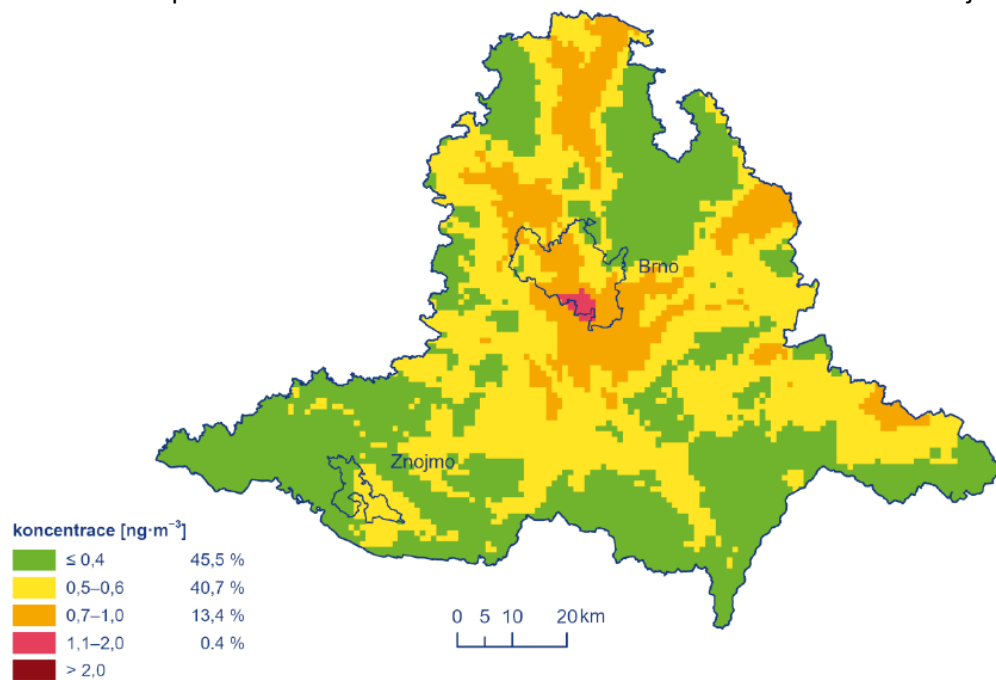 Brno
Znojmo
koncentrace [ng·m⁻³]
≤ 0,4 45,5 %
0,5–0,6 40,7 %
0,7–1,0 13,4 %
1,1–2,0 0.4 %
> 2,0
0 5 10 20 km